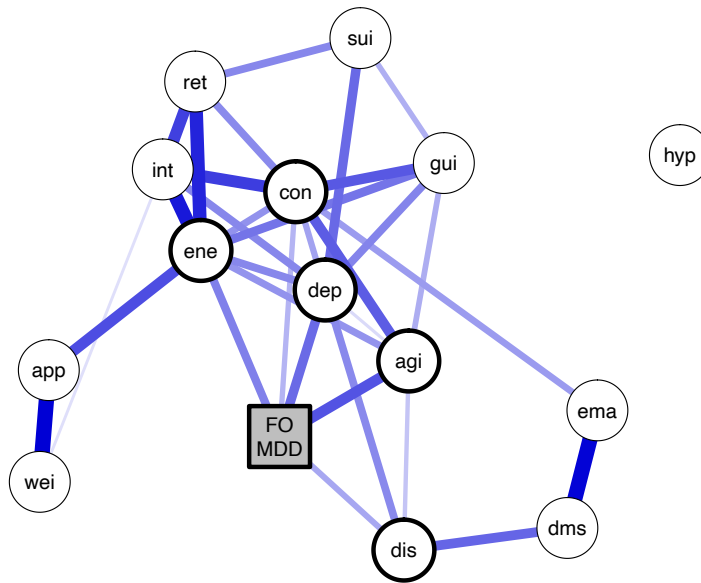 sui
ret
hyp
gui
int
con
ene
dep
agi
app
ema
FO
MDD
wei
dms
dis